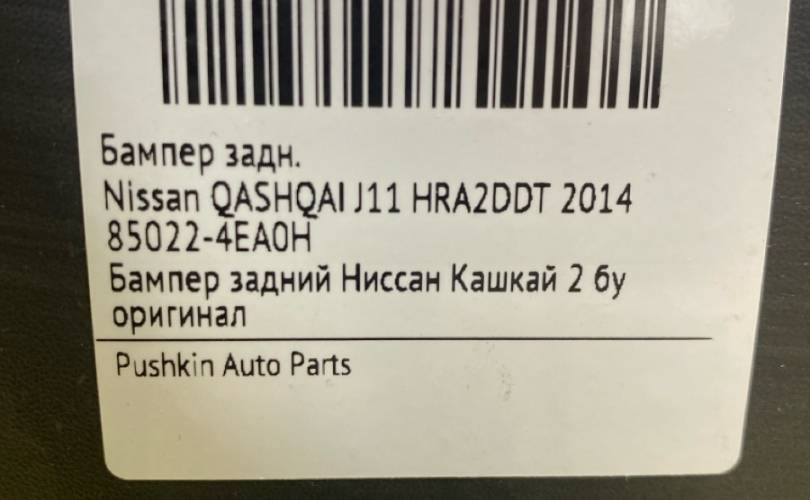 Бампер задн.
Nissan QASHQAI J11 HRA2DDT 2014
85022-4EA0H
Бампер задний Ниссан Кашкай 2 бу
оригинал
Pushkin Auto Parts